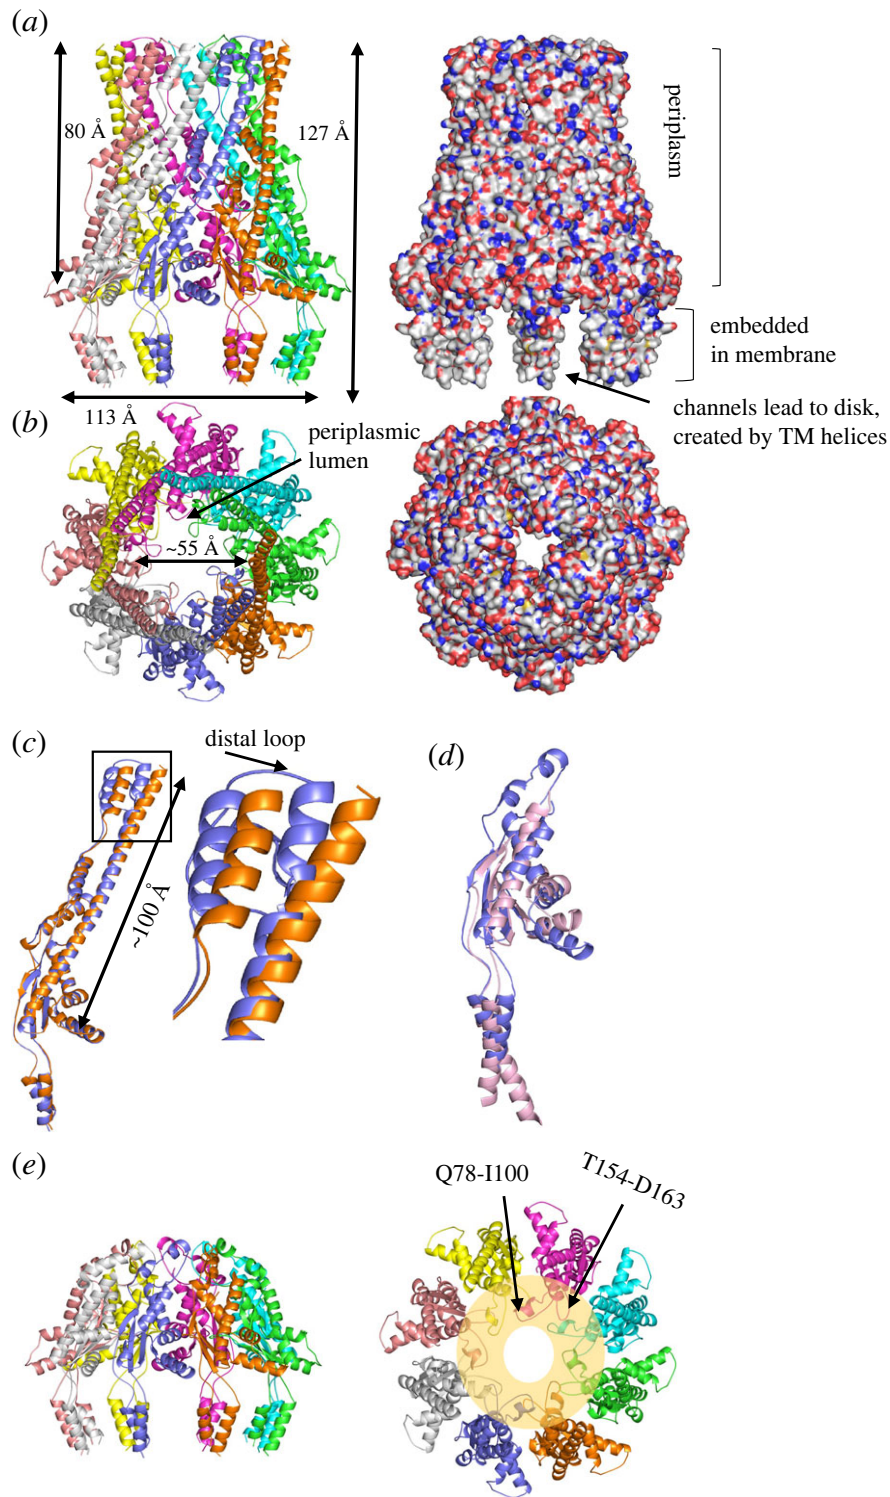 (a)
80 Å
127 Å
periplasm
embedded
in membrane
channels lead to disk,
created by TM helices
113 Å
(b)
periplasmic
lumen
~55 Å
(c)
distal loop
~100 Å
(d)
(e)
Q78-I100
T154-D163